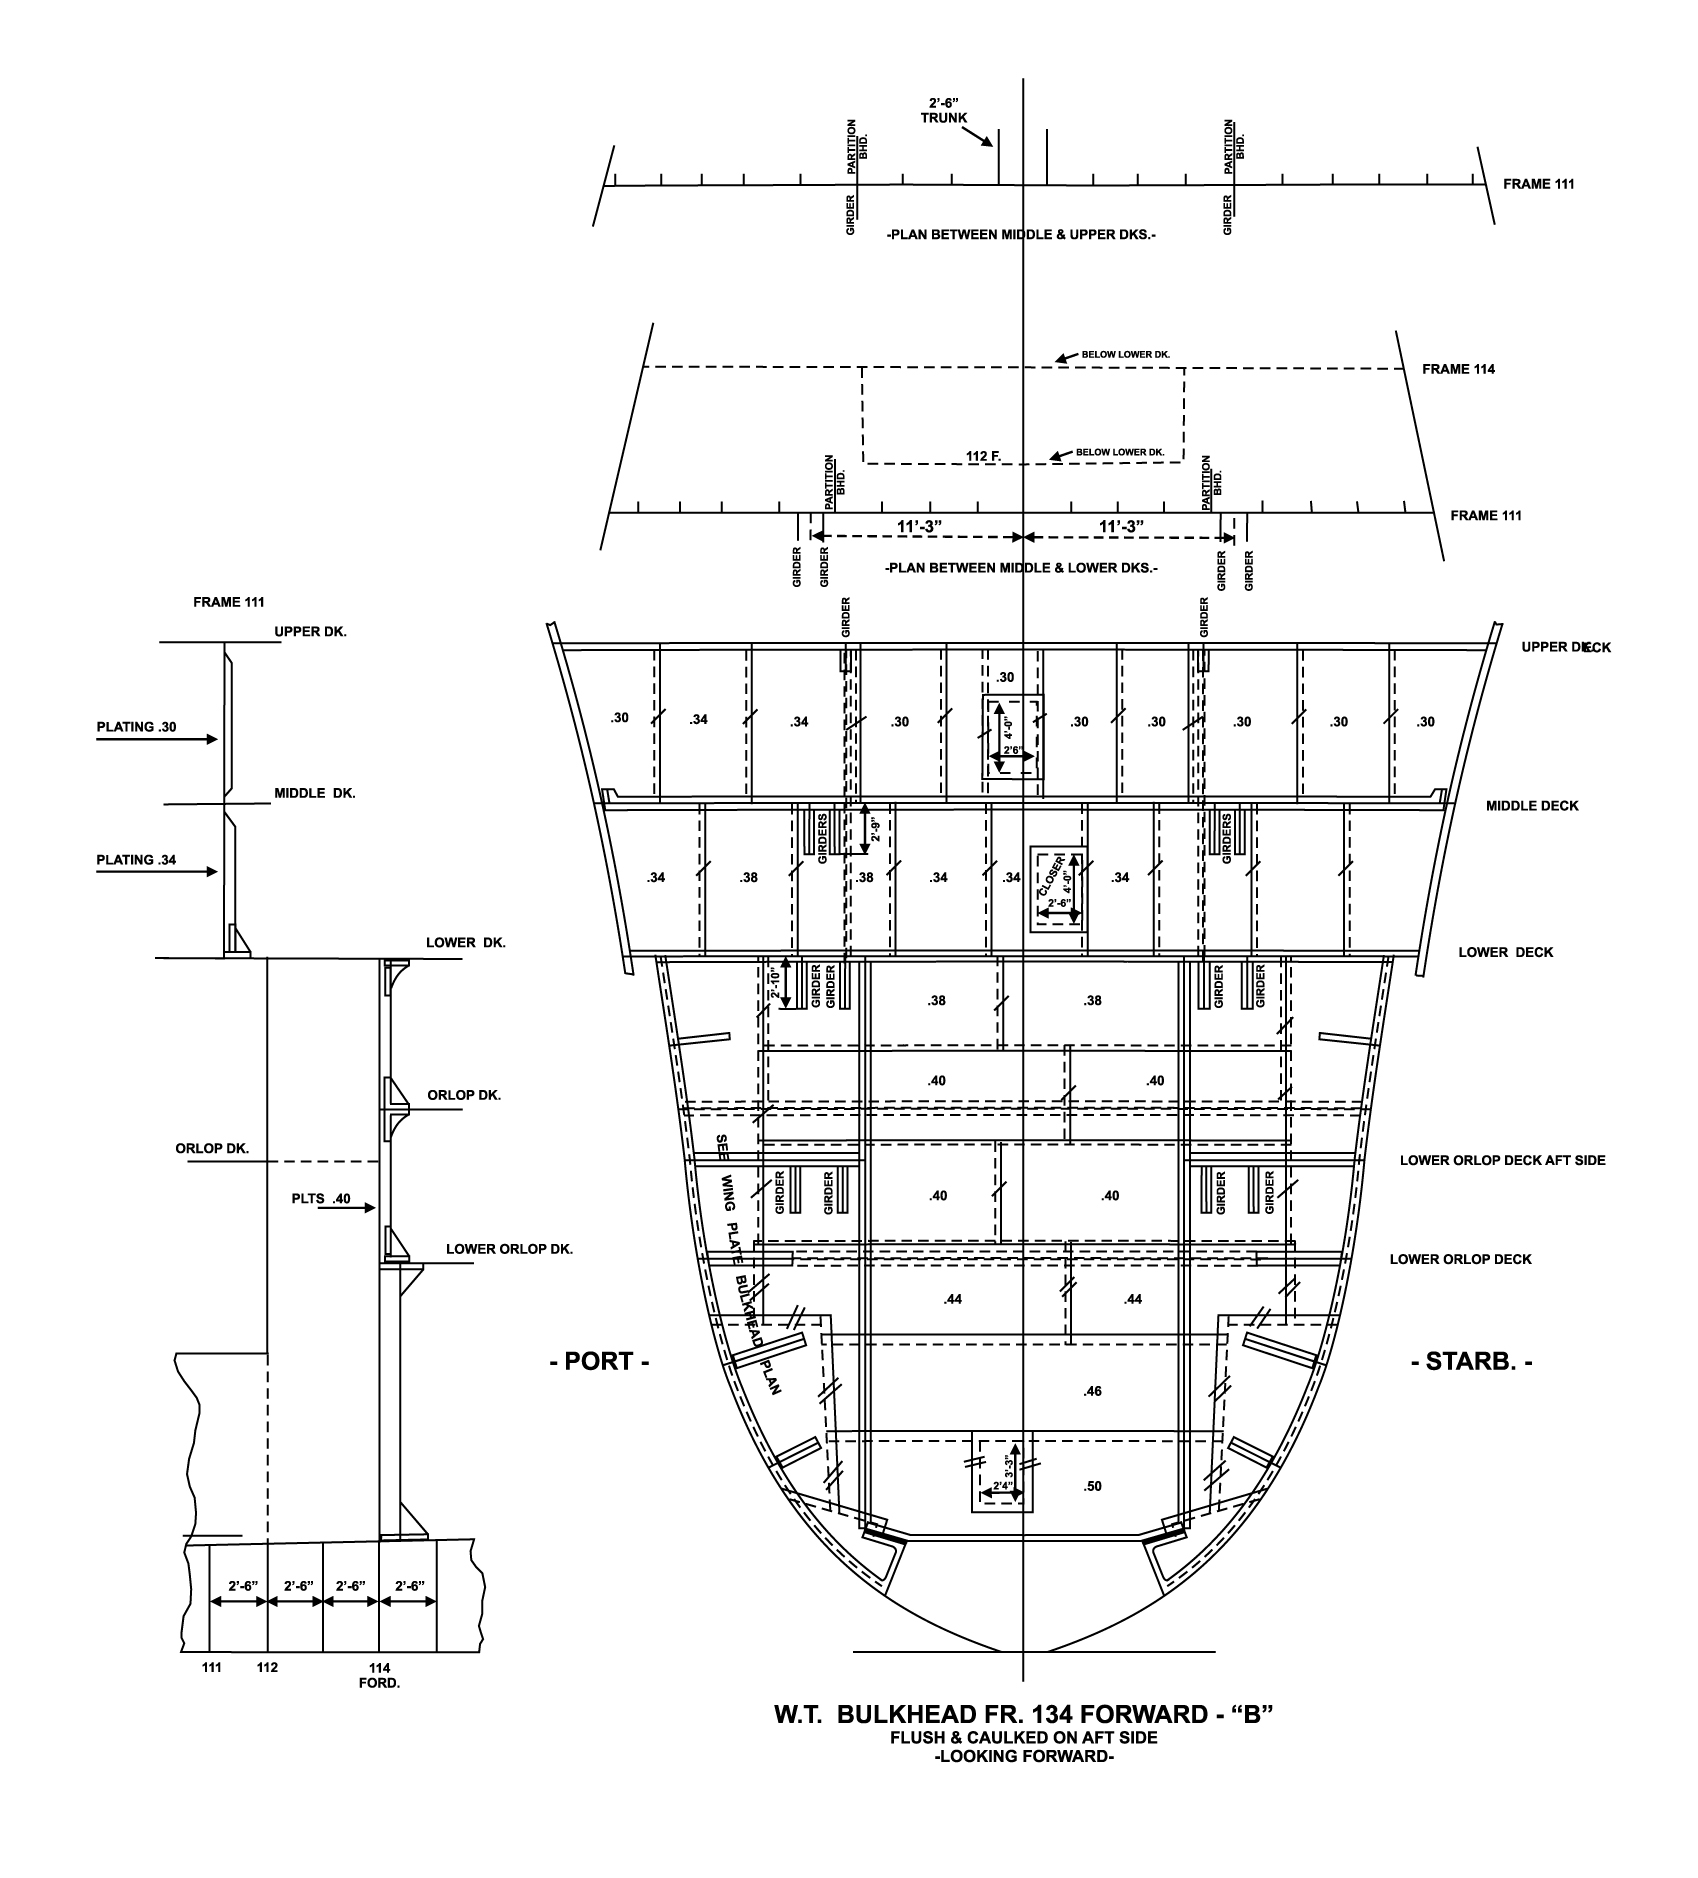 2’-6”
TRUNK
PARTITION
BHD.
PARTITION
BHD.
FRAME 111
GIRDER
GIRDER
-PLAN BETWEEN MIDDLE & UPPER DKS.-
BELOW LOWER DK.
FRAME 114
112 F.
BELOW LOWER DK.
PARTITION
BHD.
PARTITION
BHD.
FRAME 111
11’-3”
11’-3”
GIRDER
GIRDER
GIRDER
GIRDER
-PLAN BETWEEN MIDDLE & LOWER DKS.-
FRAME 111
UPPER DK.
PLATING .30
MIDDLE DK.
PLATING .34
LOWER DK.
ORLOP DK.
ORLOP DK.
PLTS .40
LOWER ORLOP DK.
2’-6”
2’-6”
2’-6”
2’-6”
111
112
114
FORD.
GIRDER
GIRDER
UPPER DECK
.30
.30
.34
.34
.30
4’-0”
2’6”
.30
.30
.30
.30
.30
MIDDLE DECK
GIRDERS
2’-9”
GIRDERS
.34
.38
.38
.34
.34
CLOSER
4’-0”
2’-6”
.34
LOWER DECK
2’-10”
GIRDER
GIRDER
GIRDER
GIRDER
.38
.38
.40
.40
SEE WING PLATE BULKHEAD PLAN
LOWER ORLOP DECK AFT SIDE
GIRDER
GIRDER
GIRDER
GIRDER
.40
.40
LOWER ORLOP DECK
.44
.44
- PORT -
- STARB. -
.46
3’-3”
2’4”
.50
W.T. BULKHEAD FR. 134 FORWARD - “B”
FLUSH & CAULKED ON AFT SIDE
-LOOKING FORWARD-